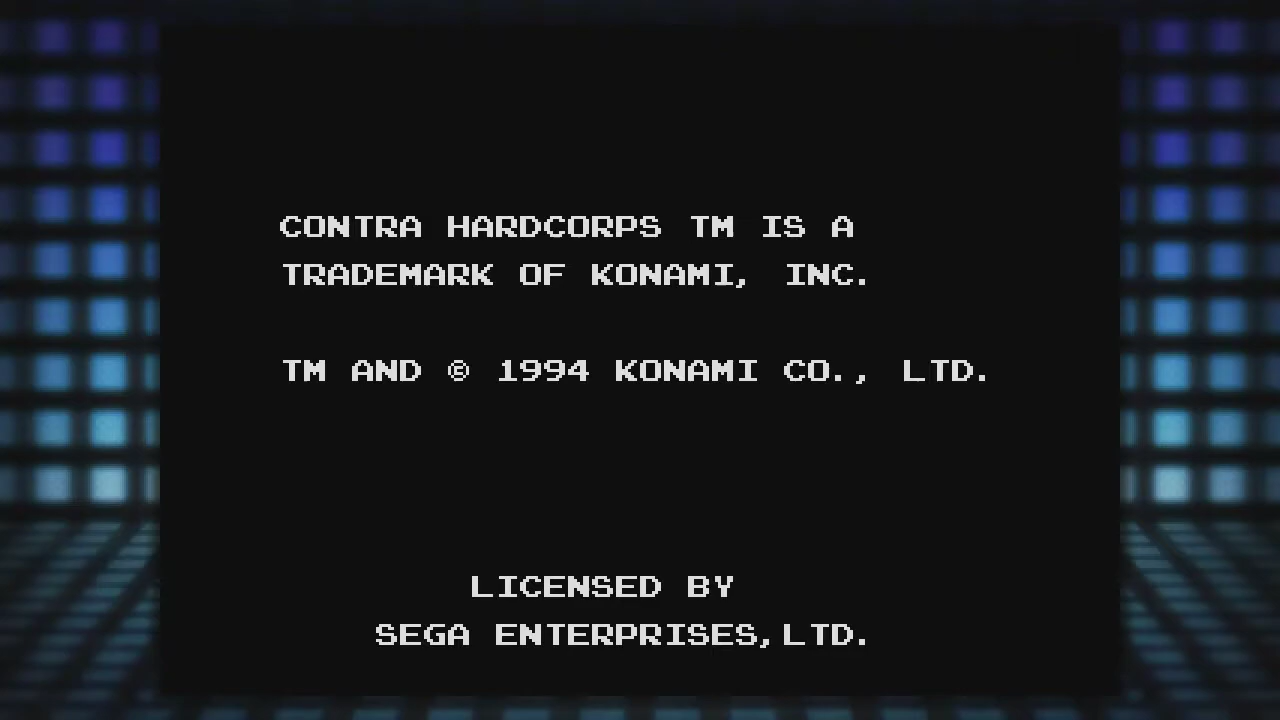 CONTRA HARDCORPS TM IS A
TRADEMARK OF KONAMI, INC.
TM AND © 1994 KONAMI CO., LTD.
LICENSED BY
SEGA ENTERPRISES,LTD.